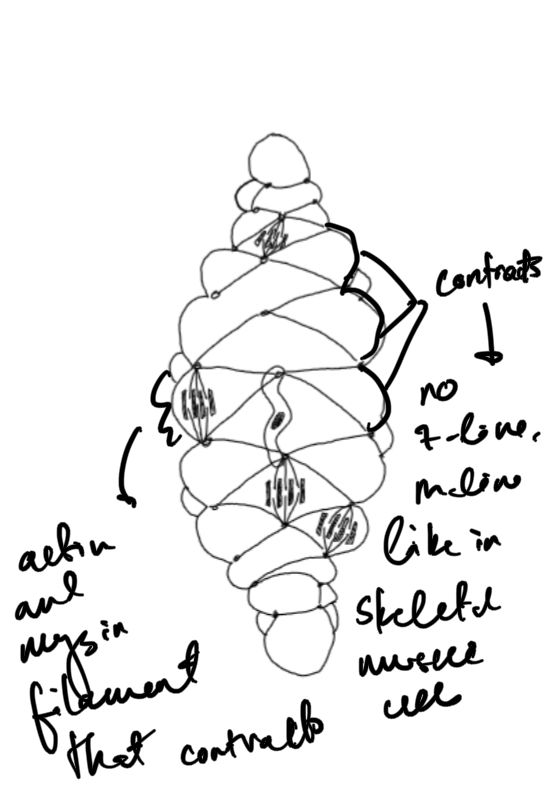 contracts
no
z-line,
m-line
like in
skeletal
muscle
cell
actin
and
myosin
filament
that contracts